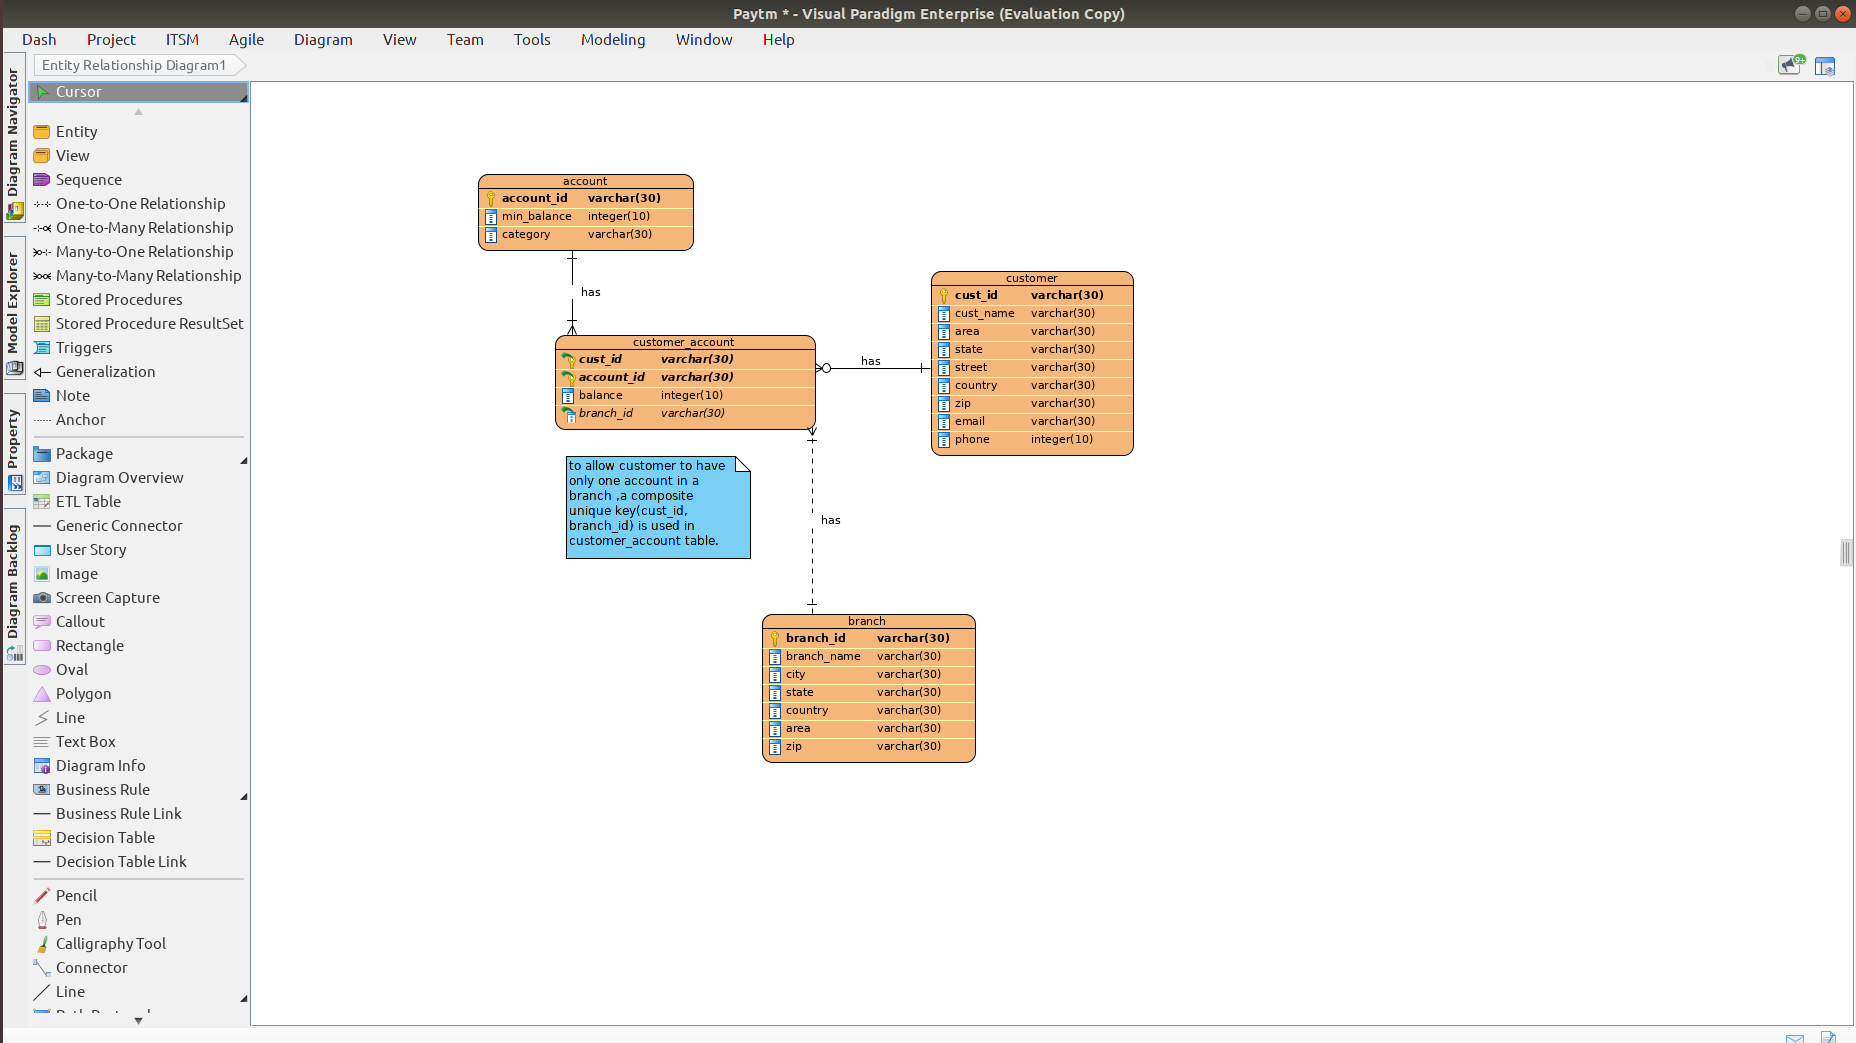 Paytm * - Visual Paradigm Enterprise (Evaluation Copy)
Dash Project ITSM Agile Diagram View Team Tools Modeling Window Help
Entity Relationship Diagram1
9+
Diagram Navigator
Model Explorer
Property
Diagram Backlog
Cursor
Entity
View
Sequence
One-to-One Relationship
One-to-Many Relationship
Many-to-One Relationship
Many-to-Many Relationship
Stored Procedures
Stored Procedure ResultSet
Triggers
Generalization
Note
Anchor
Package
Diagram Overview
ETL Table
Generic Connector
User Story
Image
Screen Capture
Callout
Rectangle
Oval
Polygon
Line
Text Box
Diagram Info
Business Rule
Business Rule Link
Decision Table
Decision Table Link
Pencil
Pen
Calligraphy Tool
Connector
Line
account
account_id varchar(30)
min_balance integer(10)
category varchar(30)
has
customer_account
cust_id varchar(30)
account_id varchar(30)
balance integer(10)
branch_id varchar(30)
has
customer
cust_id varchar(30)
cust_name varchar(30)
area varchar(30)
state varchar(30)
street varchar(30)
country varchar(30)
zip varchar(30)
email varchar(30)
phone integer(10)
to allow customer to have
only one account in a
branch ,a composite
unique key(cust_id,
branch_id) is used in
customer_account table.
has
branch
branch_id varchar(30)
branch_name varchar(30)
city varchar(30)
state varchar(30)
country varchar(30)
area varchar(30)
zip varchar(30)